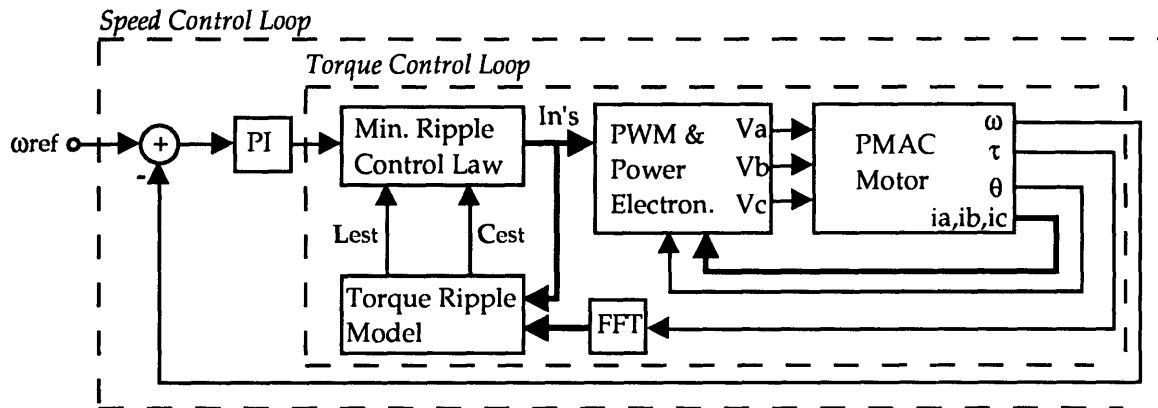 Speed Control Loop
Torque Control Loop
ωref
+
-
PI
Min. Ripple
Control Law
In's
PWM &
Power
Electron.
Va
Vb
Vc
PMAC
Motor
ω
τ
θ
ia,ib,ic
Lest
Cest
Torque Ripple
Model
FFT